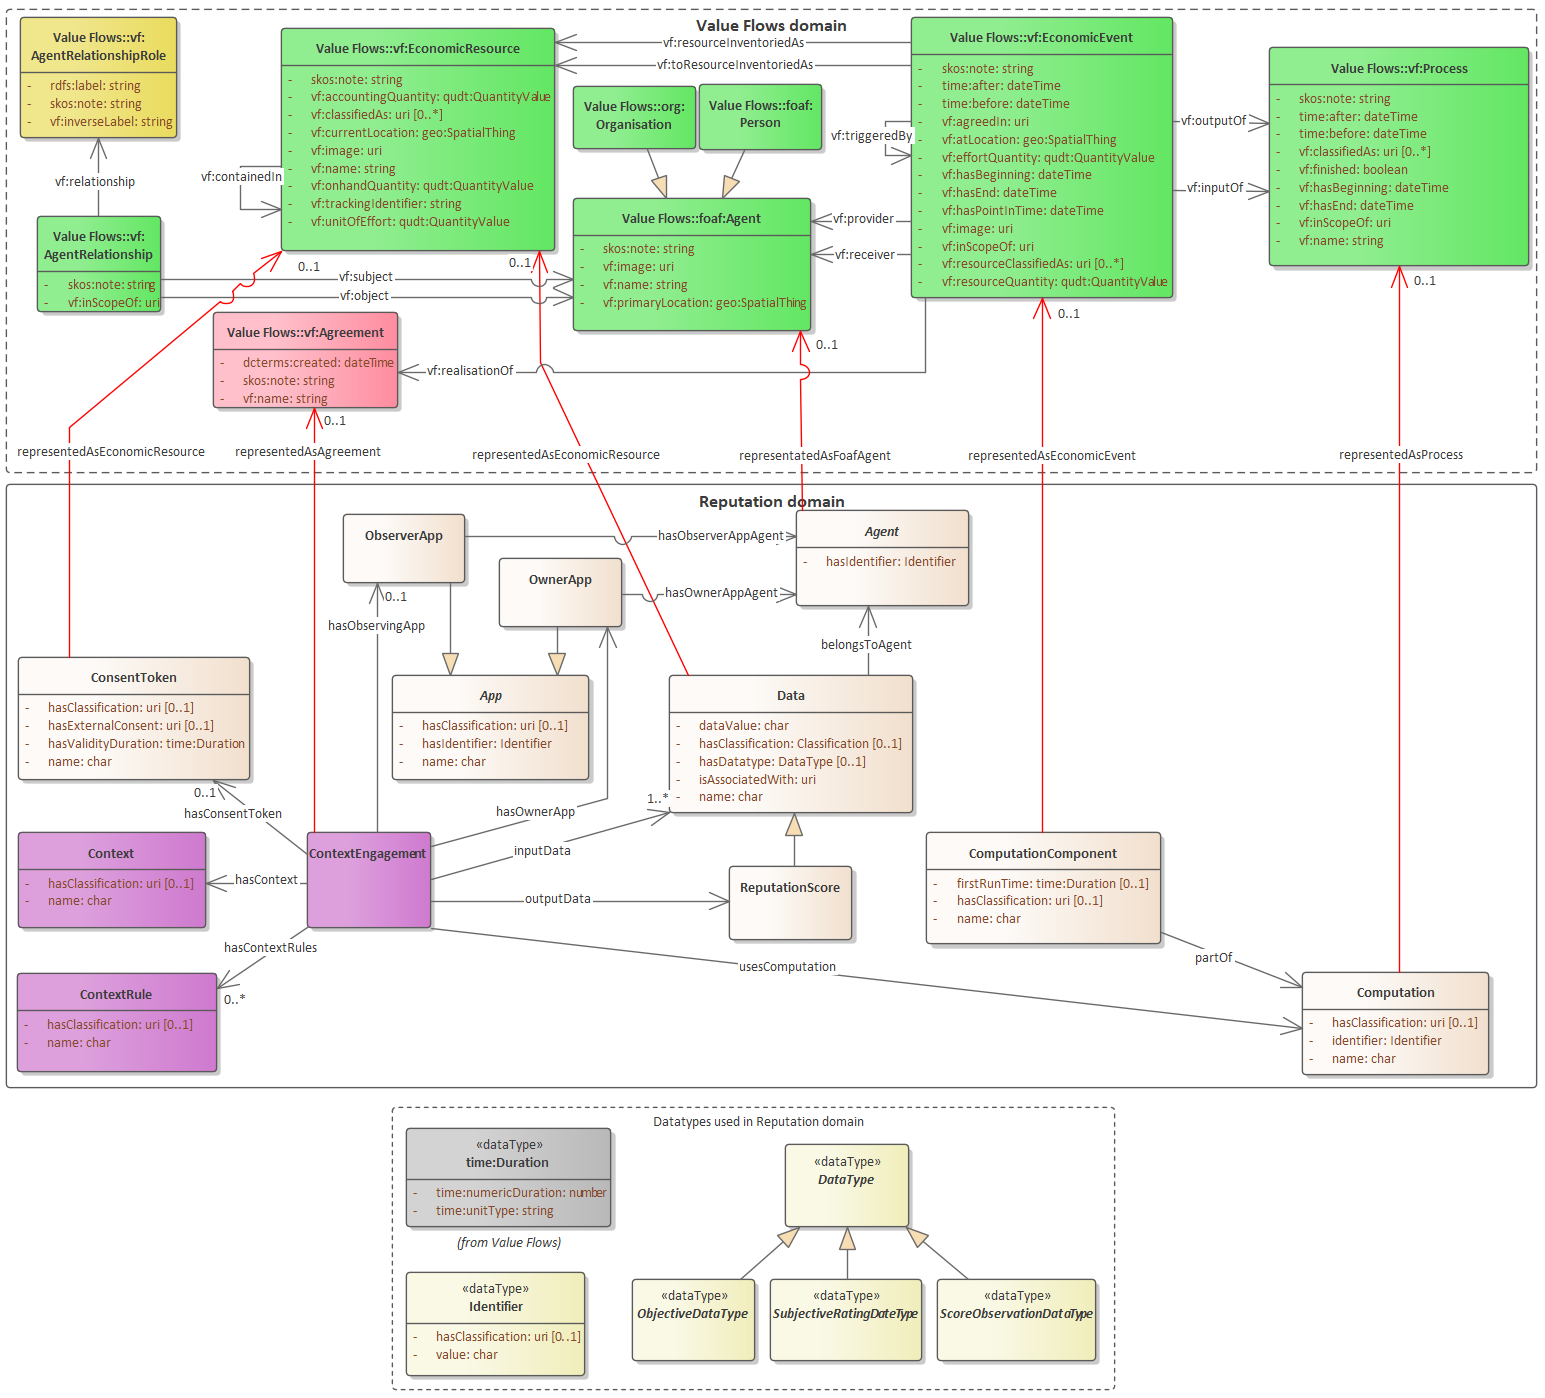 Value Flows domain
Value Flows::vf:
AgentRelationshipRole
- rdfs:label: string
- skos:note: string
- vf:inverseLabel: string
vf:relationship
Value Flows::vf:
AgentRelationship
- skos:note: string
- vf:inScopeOf: uri
Value Flows::vf:EconomicResource
- skos:note: string
- vf:accountingQuantity: qudt:QuantityValue
- vf:classifiedAs: uri [0..*]
- vf:currentLocation: geo:SpatialThing
- vf:image: uri
- vf:name: string
- vf:onhandQuantity: qudt:QuantityValue
- vf:trackingIdentifier: string
- vf:unitOfEffort: qudt:QuantityValue
vf:containedIn
vf:resourceInventoriedAs
vf:toResourceInventoriedAs
Value Flows::org:
Organisation
Value Flows::foaf:
Person
Value Flows::foaf:Agent
- skos:note: string
- vf:image: uri
- vf:name: string
- vf:primaryLocation: geo:SpatialThing
vf:triggeredBy
vf:provider
vf:receiver
Value Flows::vf:EconomicEvent
- skos:note: string
- time:after: dateTime
- time:before: dateTime
- vf:agreedIn: uri
- vf:atLocation: geo:SpatialThing
- vf:effortQuantity: qudt:QuantityValue
- vf:hasBeginning: dateTime
- vf:hasEnd: dateTime
- vf:hasPointInTime: dateTime
- vf:image: uri
- vf:inScopeOf: uri
- vf:resourceClassifiedAs: uri [0..*]
- vf:resourceQuantity: qudt:QuantityValue
vf:outputOf
vf:inputOf
Value Flows::vf:Process
- skos:note: string
- time:after: dateTime
- time:before: dateTime
- vf:classifiedAs: uri [0..*]
- vf:finished: boolean
- vf:hasBeginning: dateTime
- vf:hasEnd: dateTime
- vf:inScopeOf: uri
- vf:name: string
0..1
0..1
vf:subject
vf:object
0..1
0..1
0..1
Value Flows::vf:Agreement
- dcterms:created: dateTime
- skos:note: string
- vf:name: string
vf:realisationOf
0..1
representedAsEconomicResource
representedAsAgreement
representedAsEconomicResource
representatedAsFoafAgent
representedAsEconomicEvent
representedAsProcess
Reputation domain
ObserverApp
hasObserverAppAgent
Agent
- hasIdentifier: Identifier
OwnerApp
hasOwnerAppAgent
0..1
hasObservingApp
belongsToAgent
ConsentToken
- hasClassification: uri [0..1]
- hasExternalConsent: uri [0..1]
- hasValidityDuration: time:Duration
- name: char
App
- hasClassification: uri [0..1]
- hasIdentifier: Identifier
- name: char
Data
- dataValue: char
- hasClassification: Classification [0..1]
- hasDatatype: DataType [0..1]
- isAssociatedWith: uri
- name: char
0..1
hasConsentToken
hasOwnerApp
1..*
inputData
Context
- hasClassification: uri [0..1]
- name: char
hasContext
ContextEngagement
outputData
ReputationScore
ComputationComponent
- firstRunTime: time:Duration [0..1]
- hasClassification: uri [0..1]
- name: char
hasContextRules
0..*
usesComputation
partOf
ContextRule
- hasClassification: uri [0..1]
- name: char
Computation
- hasClassification: uri [0..1]
- identifier: Identifier
- name: char
Datatypes used in Reputation domain
«dataType»
time:Duration
- time:numericDuration: number
- time:unitType: string
(from Value Flows)
«dataType»
DataType
«dataType»
Identifier
- hasClassification: uri [0..1]
- value: char
«dataType»
ObjectiveDataType
«dataType»
SubjectiveRatingDateType
«dataType»
ScoreObservationDataType